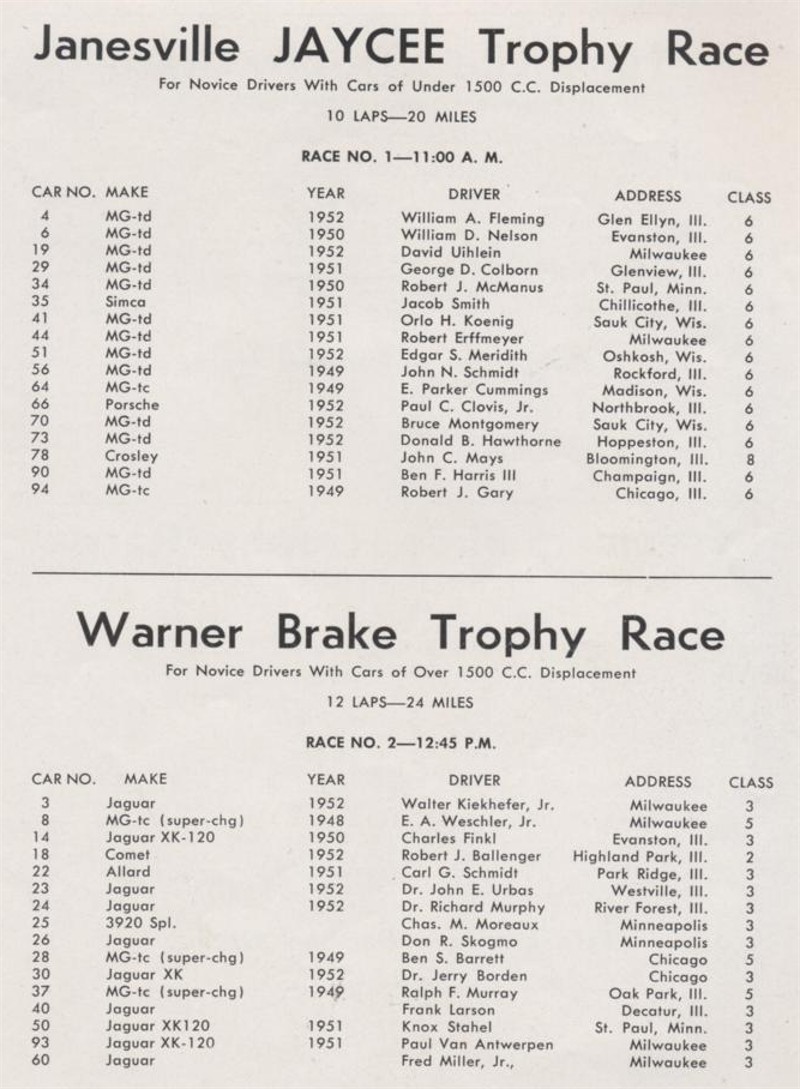 Janesville JAYCEE Trophy Race
For Novice Drivers With Cars of Under 1500 C.C. Displacement
10 LAPS—20 MILES
RACE NO. 1—11:00 A. M.
CAR NO. MAKE YEAR DRIVER ADDRESS CLASS
4 MG-td 1952 William A. Fleming Glen Ellyn, Ill. 6
6 MG-td 1950 William D. Nelson Evanston, Ill. 6
19 MG-td 1952 David Uihlein Milwaukee 6
29 MG-td 1951 George D. Colborn Glenview, Ill. 6
34 MG-td 1950 Robert J. McManus St. Paul, Minn. 6
35 Simca 1951 Jacob Smith Chillicothe, Ill. 6
41 MG-td 1951 Orlo H. Koenig Sauk City, Wis. 6
44 MG-td 1951 Robert Erffmeyer Milwaukee 6
51 MG-td 1952 Edgar S. Meridith Oshkosh, Wis. 6
56 MG-td 1949 John N. Schmidt Rockford, Ill. 6
64 MG-tc 1949 E. Parker Cummings Madison, Wis. 6
66 Porsche 1952 Paul C. Clovis, Jr. Northbrook, Ill. 6
70 MG-td 1952 Bruce Montgomery Sauk City, Wis. 6
73 MG-td 1952 Donald B. Hawthorne Hoppeston, Ill. 6
78 Crosley 1951 John C. Mays Bloomington, Ill. 8
90 MG-td 1951 Ben F. Harris III Champaign, Ill. 6
94 MG-tc 1949 Robert J. Gary Chicago, Ill. 6
Warner Brake Trophy Race
For Novice Drivers With Cars of Over 1500 C.C. Displacement
12 LAPS—24 MILES
RACE NO. 2—12:45 P.M.
CAR NO. MAKE YEAR DRIVER ADDRESS CLASS
3 Jaguar 1952 Walter Kiekhefer, Jr. Milwaukee 3
8 MG-tc (super-chg) 1948 E. A. Weschler, Jr. Milwaukee 5
14 Jaguar XK-120 1950 Charles Finkl Evanston, Ill. 3
18 Comet 1952 Robert J. Ballenger Highland Park, Ill. 2
22 Allard 1951 Carl G. Schmidt Park Ridge, Ill. 3
23 Jaguar 1952 Dr. John E. Urbas Westville, Ill. 3
24 Jaguar 1952 Dr. Richard Murphy River Forest, Ill. 3
25 3920 Spl. Chas. M. Moreaux Minneapolis 3
26 Jaguar Don R. Skogmo Minneapolis 3
28 MG-tc (super-chg) 1949 Ben S. Barrett Chicago 5
30 Jaguar XK 1952 Dr. Jerry Borden Chicago 3
37 MG-tc (super-chg) 1949 Ralph F. Murray Oak Park, Ill. 5
40 Jaguar Frank Larson Decatur, Ill. 3
50 Jaguar XK120 1951 Knox Stahel St. Paul, Minn. 3
93 Jaguar XK-120 1951 Paul Van Antwerpen Milwaukee 3
60 Jaguar Fred Miller, Jr., Milwaukee 3